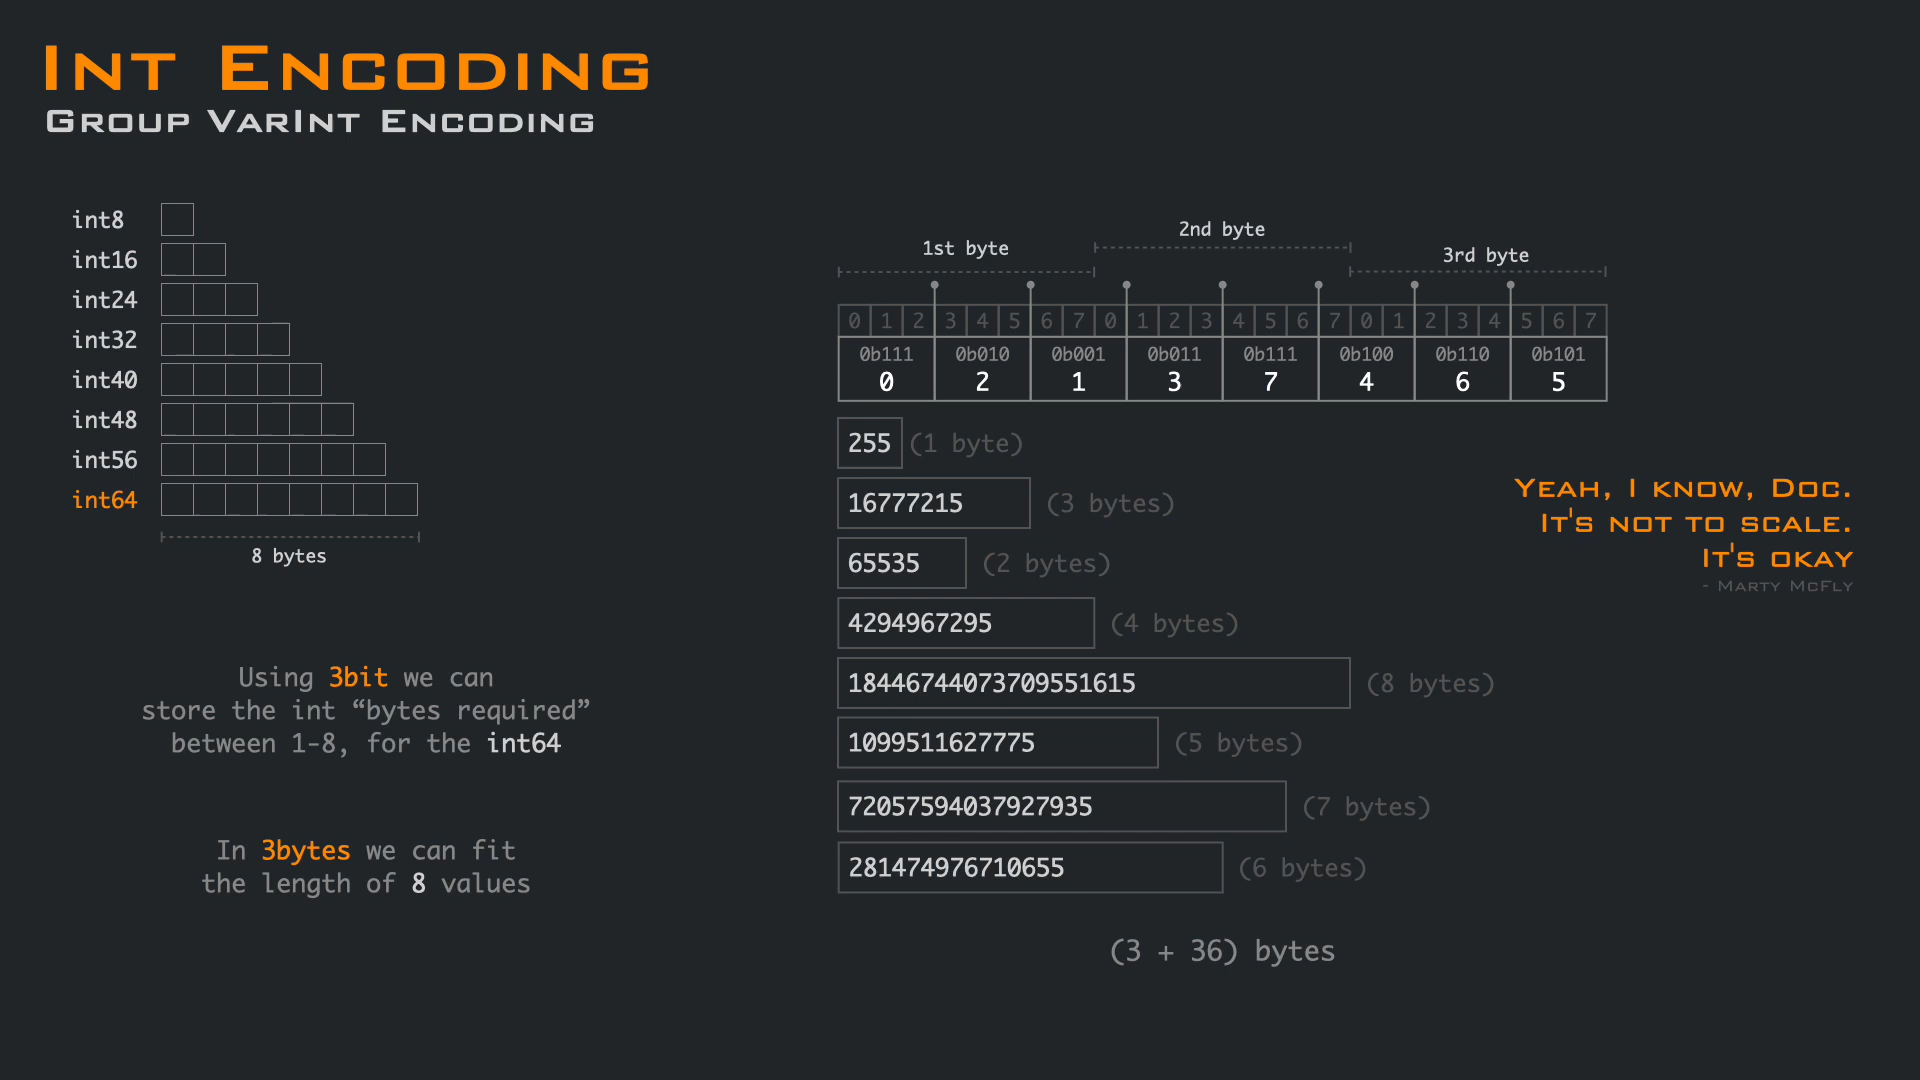 Int Encoding
Group VarInt Encoding
int8
int16
int24
int32
int40
int48
int56
int64
8 bytes
Using 3bit we can
store the int “bytes required”
between 1-8, for the int64
In 3bytes we can fit
the length of 8 values
1st byte
2nd byte
3rd byte
0 1 2 3 4 5 6 7 0 1 2 3 4 5 6 7 0 1 2 3 4 5 6 7
0b111 0b010 0b001 0b011 0b111 0b100 0b110 0b101
0 2 1 3 7 4 6 5
255 (1 byte)
16777215 (3 bytes)
65535 (2 bytes)
4294967295 (4 bytes)
18446744073709551615 (8 bytes)
1099511627775 (5 bytes)
72057594037927935 (7 bytes)
281474976710655 (6 bytes)
(3 + 36) bytes
Yeah, I know, Doc.
It's not to scale.
It's okay
- Marty McFly